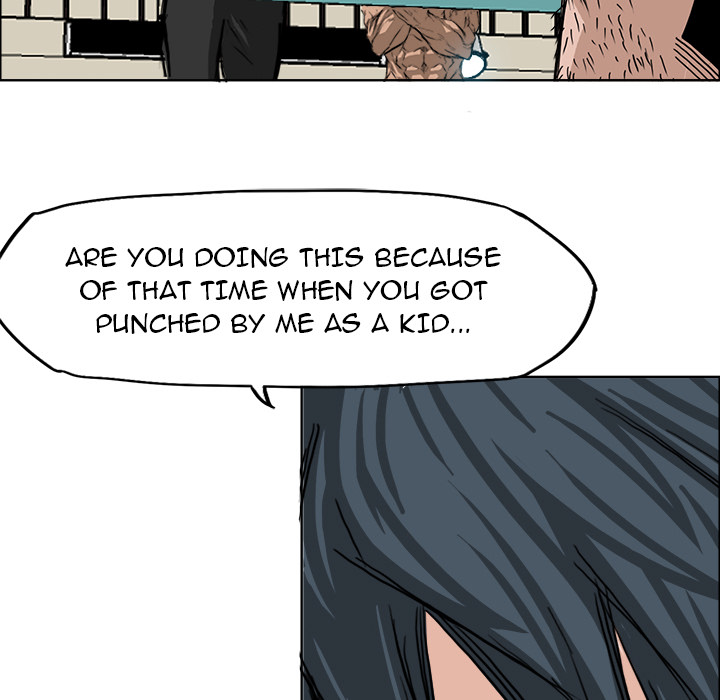 ARE YOU DOING THIS BECAUSE
OF THAT TIME WHEN YOU GOT
PUNCHED BY ME AS A KID...